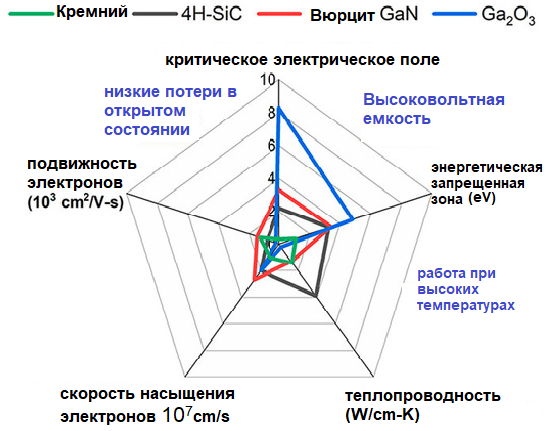 Кремний 4H-SiC Вюрцит GaN Ga₂O₃
критическое электрическое поле
10
низкие потери в
открытом
состоянии
Высоковольтная
емкость
8
6
подвижность
электронов
(10³ cm²/V-s)
4
энергетическая
запрещенная
зона (eV)
2
работа при
высоких
температурах
скорость насыщения
электронов 10⁷cm/s
теплопроводность
(W/cm-K)